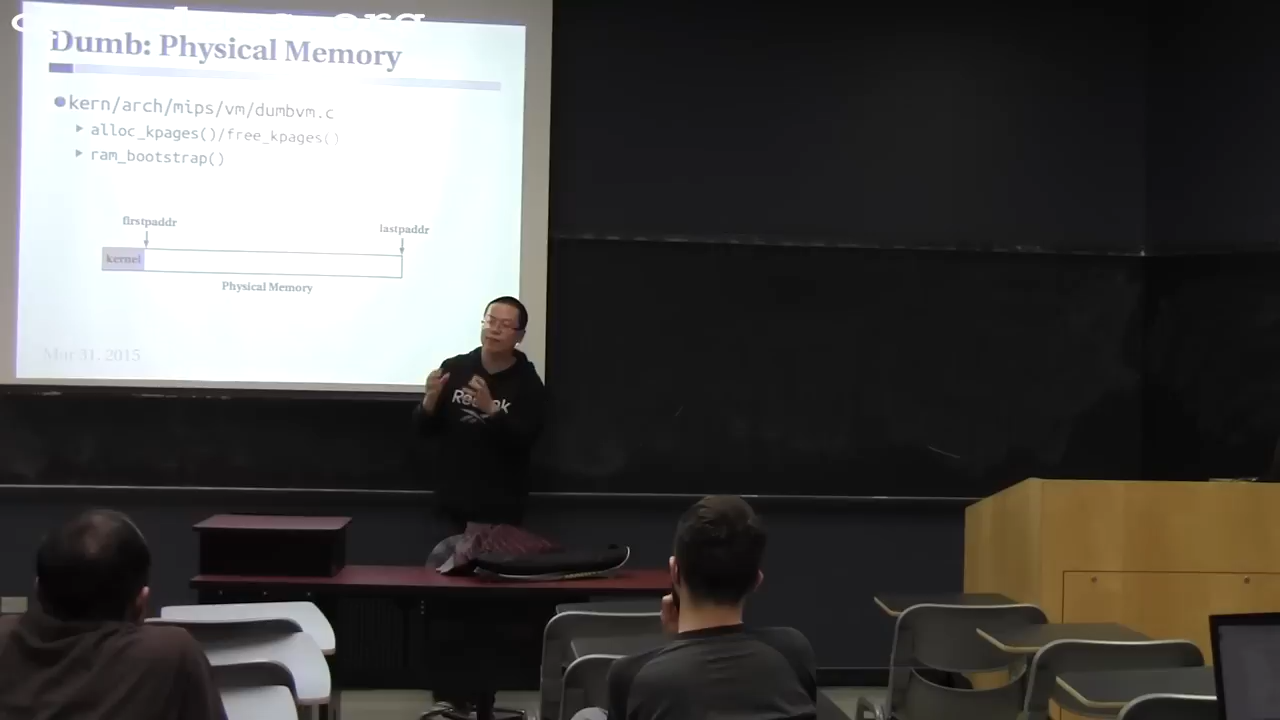 Dumb: Physical Memory
kern/arch/mips/vm/dumbvm.c
alloc_kpages()/free_kpages()
ram_bootstrap()
firstpaddr
lastpaddr
kernel
Physical Memory
Mar 31, 2015